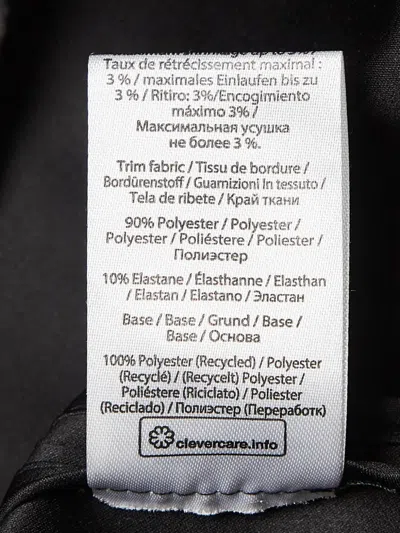 Taux de rétrécissement maximal :
3 % / maximales Einlaufen bis zu
3 % / Ritiro: 3%/Encogimiento
máximo 3% /
Максимальная усушка
не более 3 %.
Trim fabric / Tissu de bordure /
Bordürenstoff / Guarnizioni In tessuto /
Tela de ribete / Край ткани
90% Polyester / Polyester /
Polyester / Poliéstere / Poliester /
Полиэстер
10% Elastane / Élasthanne / Elasthan
/ Elastan / Elastano / Эластан
Base / Base / Grund / Base /
Base / Основа
100% Polyester (Recycled) / Polyester
(Recyclé) / (Recycelt) Polyester /
Poliéstere (Riciclato) / Poliester
(Reciclado) / Полиэстер (Переработк)
clevercare.info